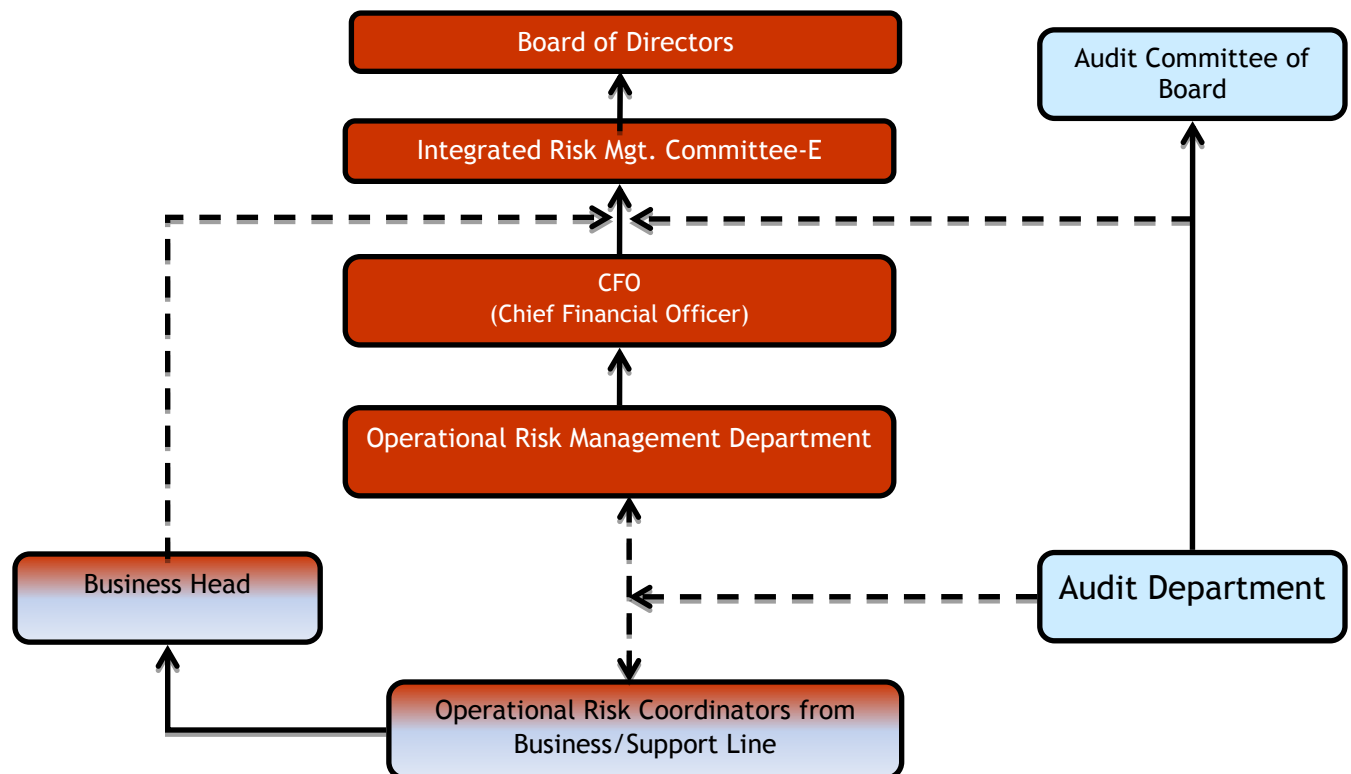 Board of Directors
Audit Committee of
Board
Integrated Risk Mgt. Committee-E
CFO
(Chief Financial Officer)
Operational Risk Management Department
Business Head
Audit Department
Operational Risk Coordinators from
Business/Support Line